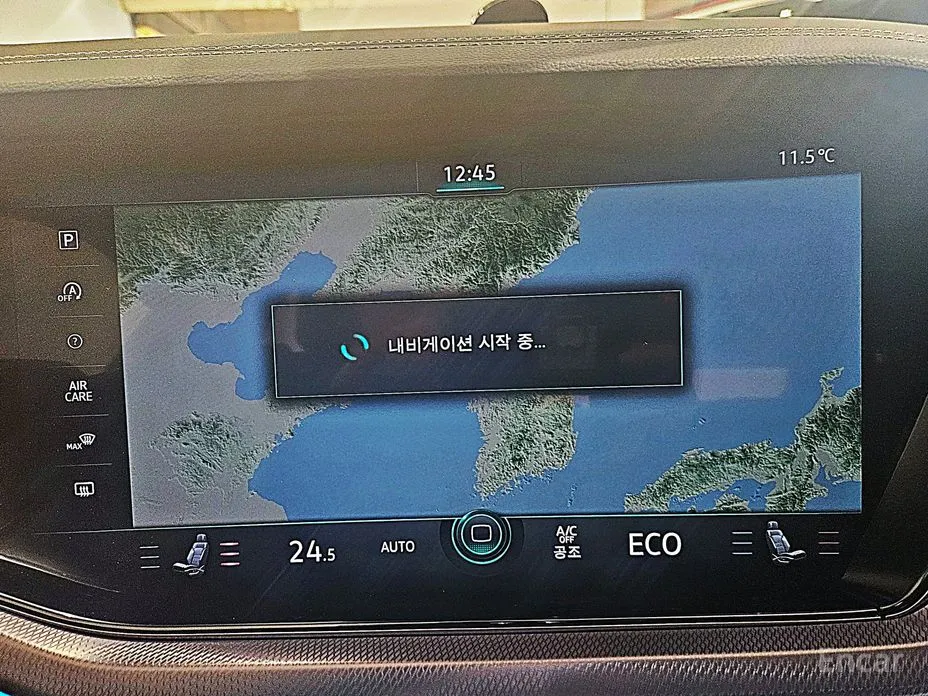 12:45
11.5℃
P
A
OFF
?
내비게이션 시작 중...
AIR
CARE
MAX
24.5
AUTO
A/C
OFF
공조
ECO
Encar